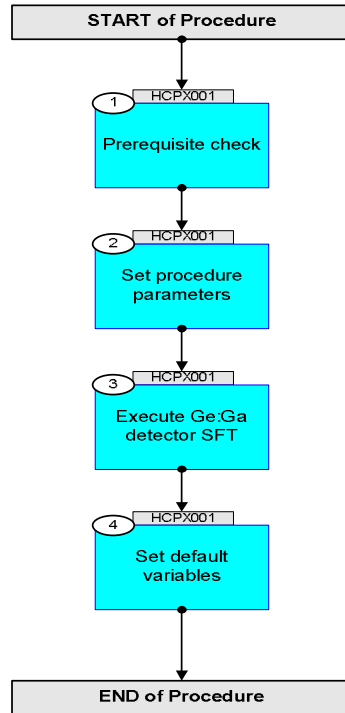 START of Procedure
HCPX001
1
Prerequisite check
HCPX001
2
Set procedure
parameters
HCPX001
3
Execute Ge:Ga
detector SFT
HCPX001
4
Set default
variables
END of Procedure